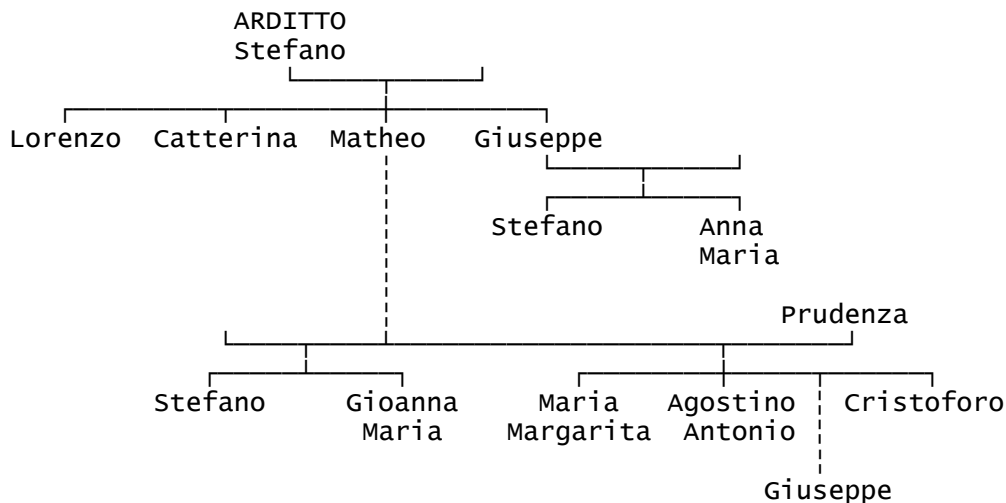 ARDITTO
Stefano
Lorenzo Catterina Matheo Giuseppe
Stefano Anna
Maria
Prudenza
Stefano Gioanna Maria Agostino Cristoforo
Maria Margarita Antonio
Giuseppe